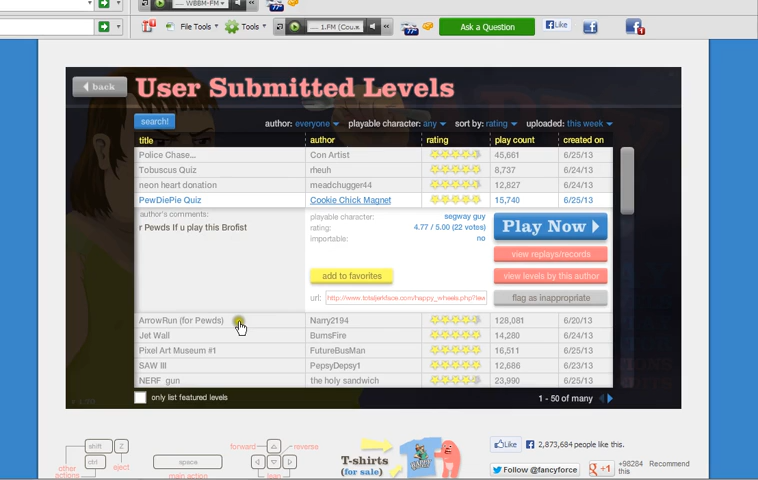 WBBM-FM
File Tools
Tools
1.FM (Cou
Ask a Question
Like
back
User Submitted Levels
search!
author: everyone
playable character: any
sort by: rating
uploaded: this week
title author rating play count created on
Police Chase... Con Artist 45,661 6/25/13
Tobuscus Quiz rheuh 8,737 6/24/13
neon heart donation meadchugger44 12,827 6/24/13
PewDiePie Quiz Cookie Chick Magnet 15,740 6/25/13
author's comments:
r Pewds If u play this Brofist
playable character: segway guy
rating: 4.77 / 5.00 (22 votes)
importable: no
add to favorites
url: http://www.totaljerkface.com/happy_wheels.php?lev
Play Now
view replays/records
view levels by this author
flag as inappropriate
ArrowRun (for Pewds) Narry2194 128,081 6/20/13
Jet Wall BurnsFire 14,280 6/24/13
Pixel Art Museum #1 FutureBusMan 16,511 6/25/13
SAW III PepsyDepsy1 12,686 6/23/13
NERF gun the holy sandwich 23,990 6/23/13
only list featured levels
1 - 50 of many
shift Z
other actions ctrl eject
space
main action
forward reverse
lean
T-shirts
(for sale)
Like 2,873,684 people like this.
Follow @fancyforce
+1 +98284 Recommend this